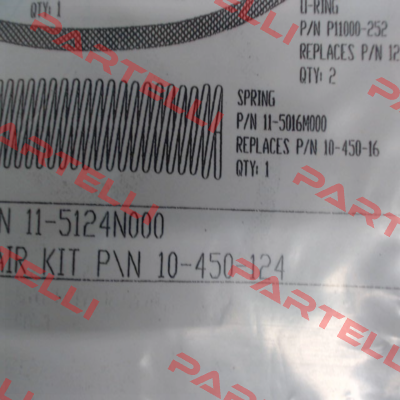 QTY: 1
O-RING
P/N P11000-252
REPLACES P/N 12
QTY: 2
SPRING
P/N 11-5016M000
REPLACES P/N 10-450-16
QTY: 1
N 11-5124N000
AIR KIT P\N 10-450-124
PARTELLI
PARTELLI
PARTELLI
PARTELLI
PARTELLI